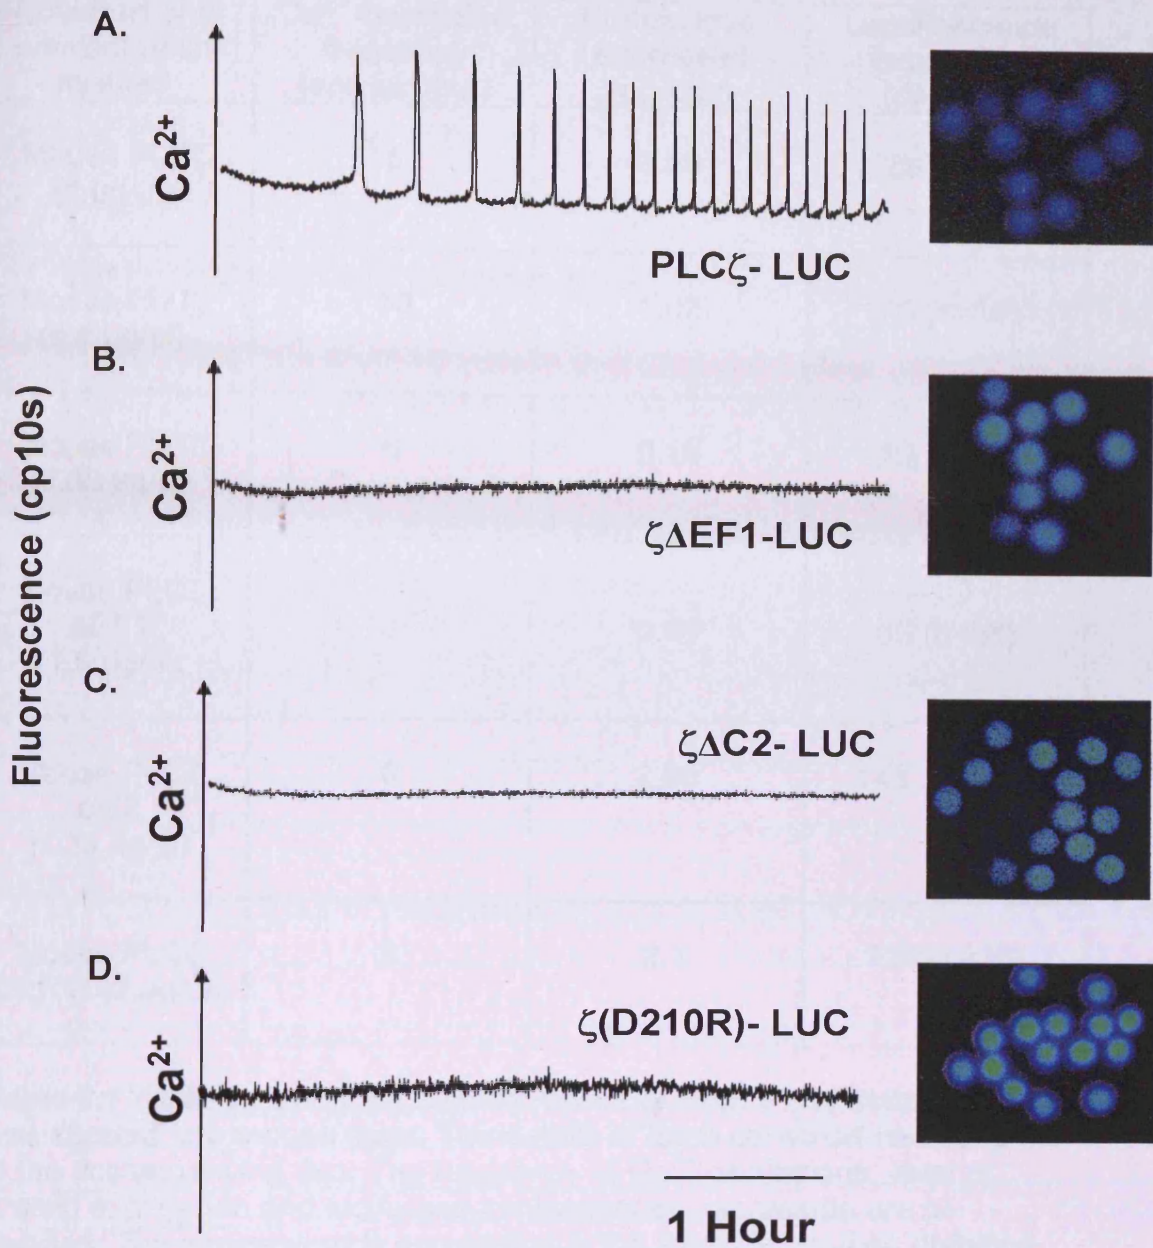 A.
Ca²⁺
PLCζ- LUC
B.
Ca²⁺
ζΔEF1-LUC
Fluorescence (cp10s)
C.
Ca²⁺
ζΔC2- LUC
D.
Ca²⁺
ζ(D210R)- LUC
1 Hour